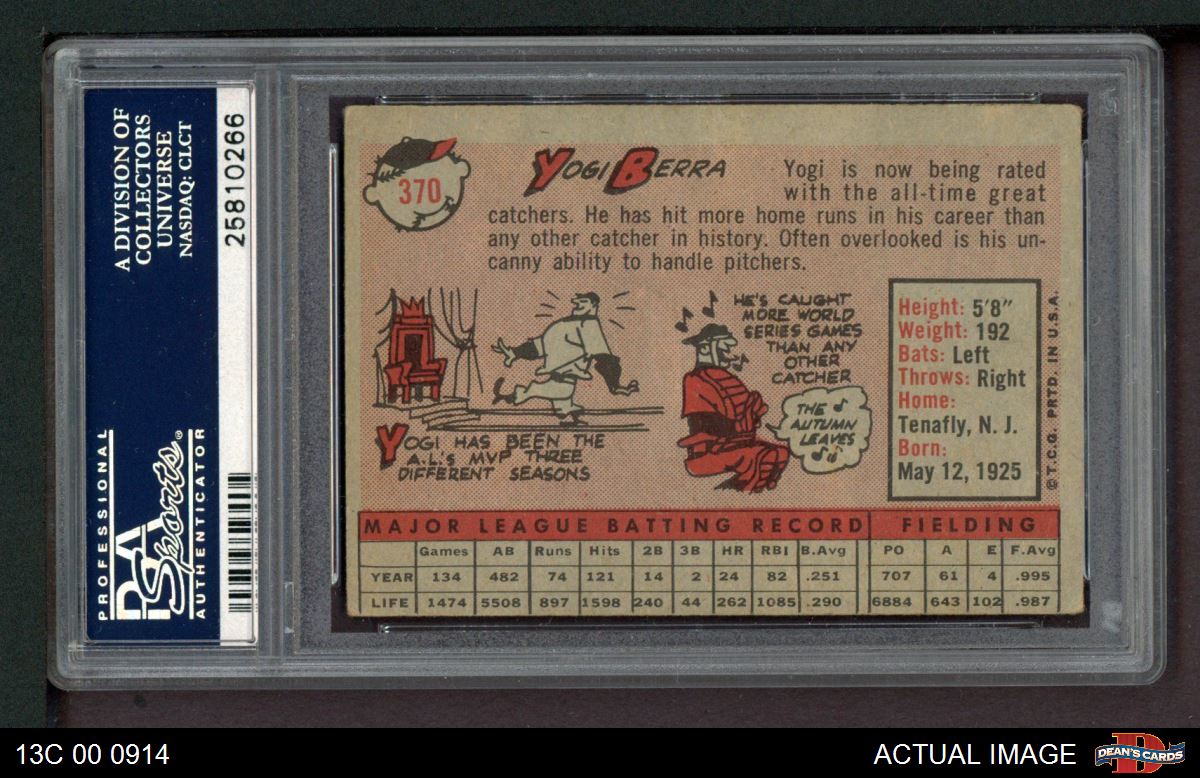 A DIVISION OF
COLLECTORS
UNIVERSE
NASDAQ: CLCT
25810266
PROFESSIONAL
PSA
Sports®
AUTHENTICATOR
370
YOGI BERRA
Yogi is now being rated
with the all-time great
catchers. He has hit more home runs in his career than
any other catcher in history. Often overlooked is his un-
canny ability to handle pitchers.
YOGI HAS BEEN THE
A.L.'s MVP THREE
DIFFERENT SEASONS
HE'S CAUGHT
MORE WORLD
SERIES GAMES
THAN ANY
OTHER
CATCHER
THE
AUTUMN
LEAVES
Height: 5'8"
Weight: 192
Bats: Left
Throws: Right
Home:
Tenafly, N. J.
Born:
May 12, 1925
© T.C.G. PRTD. IN U.S.A.
MAJOR LEAGUE BATTING RECORD FIELDING
Games AB Runs Hits 2B 3B HR RBI B.Avg PO A E F.Avg
YEAR 134 482 74 121 14 2 24 82 .251 707 61 4 .995
LIFE 1474 5508 897 1598 240 44 262 1085 .290 6884 643 102 .987
13C 00 0914
ACTUAL IMAGE
DEAN'S CARDS